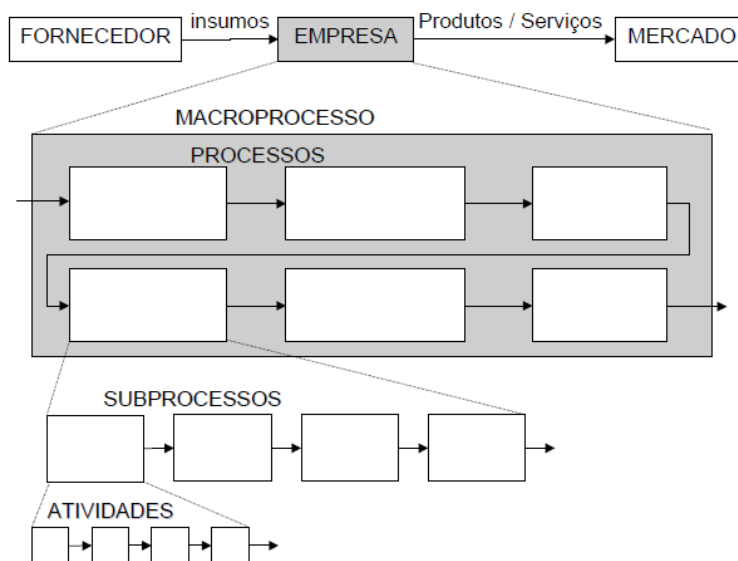 insumos
Produtos / Serviços
FORNECEDOR
EMPRESA
MERCADO
MACROPROCESSO
PROCESSOS
SUBPROCESSOS
ATIVIDADES